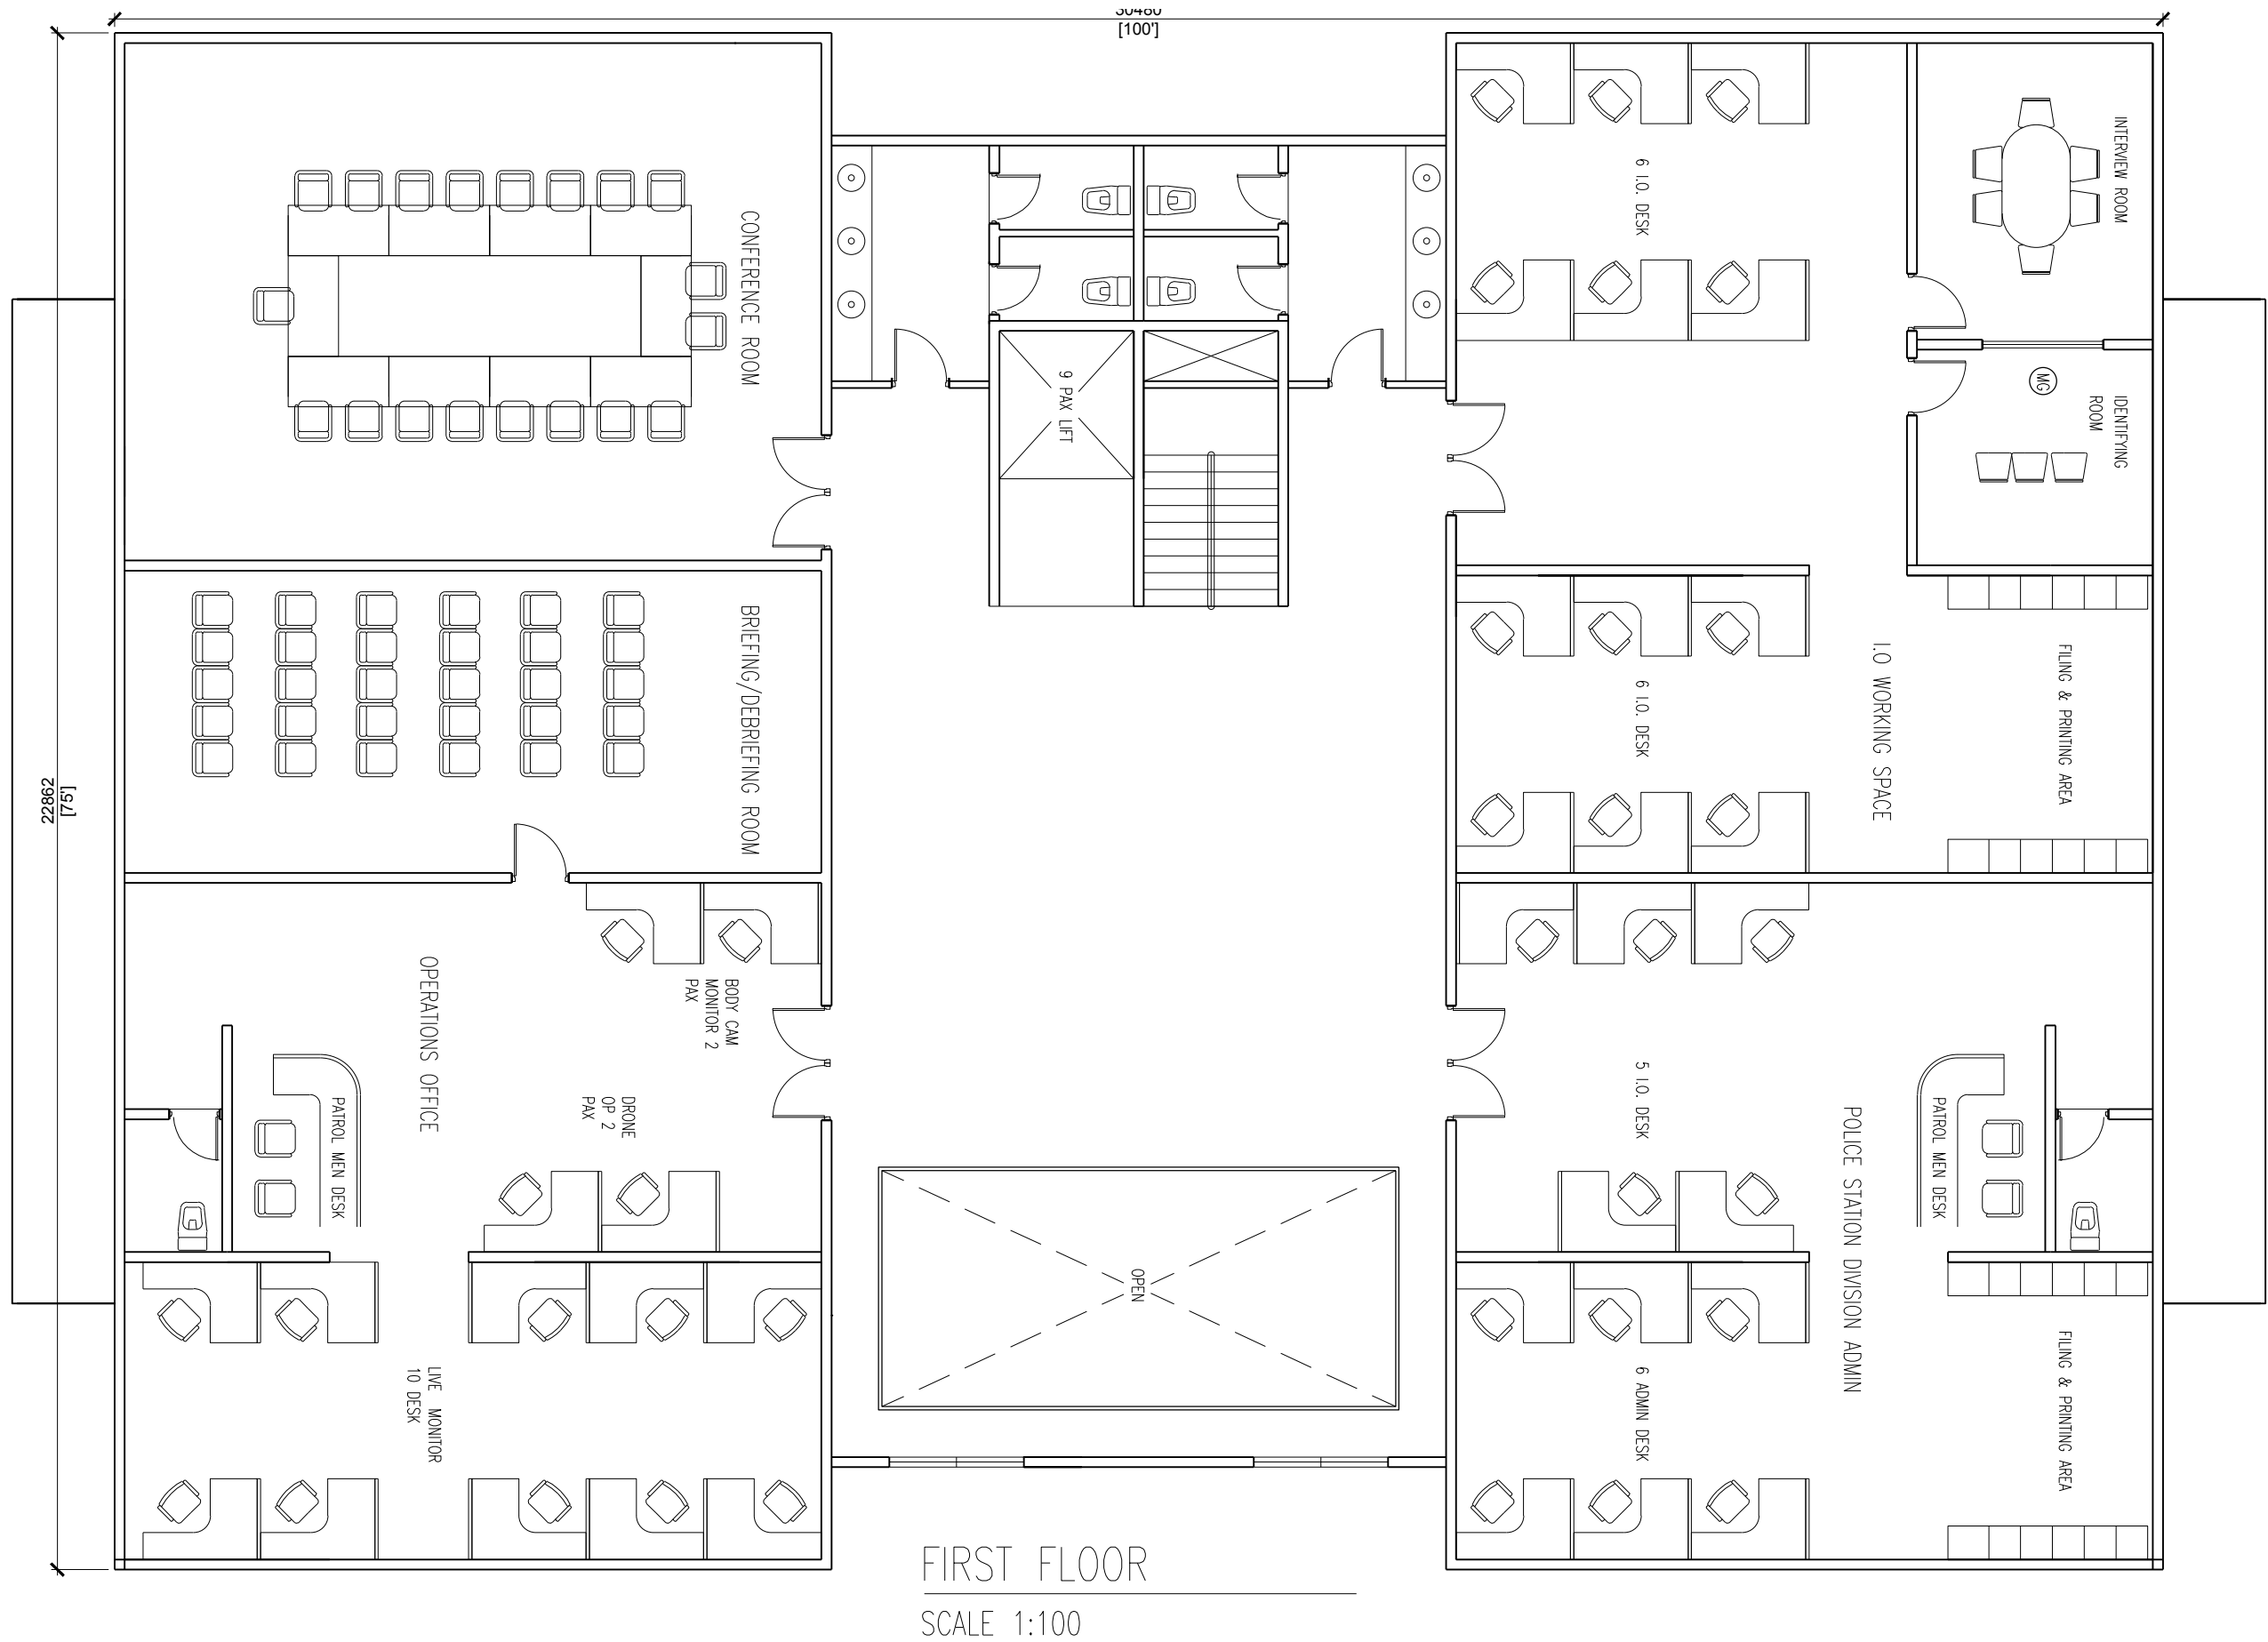 30480
[100']
22862
[75']
CONFERENCE ROOM
9 PAX LIFT
6 I.O. DESK
INTERVIEW ROOM
MG
IDENTIFYING
ROOM
BRIEFING/DEBRIEFING ROOM
6 I.O. DESK
I.O WORKING SPACE
FILING & PRINTING AREA
OPERATIONS OFFICE
BODY CAM
MONITOR 2
PAX
DRONE
OP 2
PAX
PATROL MEN DESK
5 I.O. DESK
POLICE STATION DIVISION ADMIN
PATROL MEN DESK
OPEN
LIVE MONITOR
10 DESK
6 ADMIN DESK
FILING & PRINTING AREA
FIRST FLOOR
SCALE 1:100